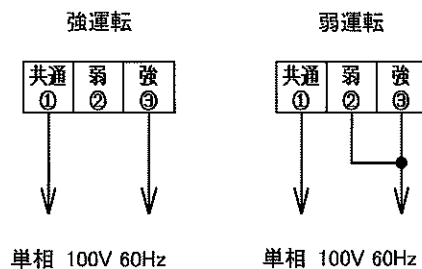 強運転
共通 弱 強
① ② ③
単相 100V 60Hz
弱運転
共通 弱 強
① ② ③
単相 100V 60Hz